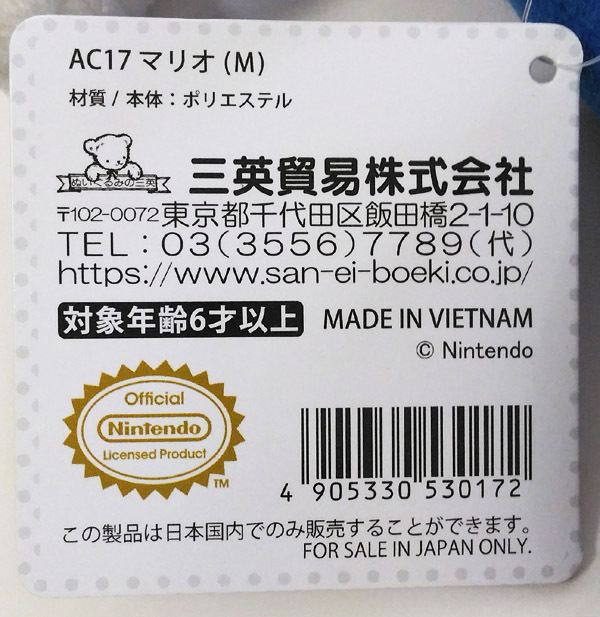 AC17 マリオ (M)
材質 / 本体：ポリエステル
ぬいぐるみの三英
三英貿易株式会社
〒102-0072 東京都千代田区飯田橋2-1-10
TEL：03(3556)7789(代)
https://www.san-ei-boeki.co.jp/
対象年齢6才以上 MADE IN VIETNAM
© Nintendo
Official
Nintendo
Licensed Product
TM
4 905330 530172
この製品は日本国内でのみ販売することができます。
FOR SALE IN JAPAN ONLY.